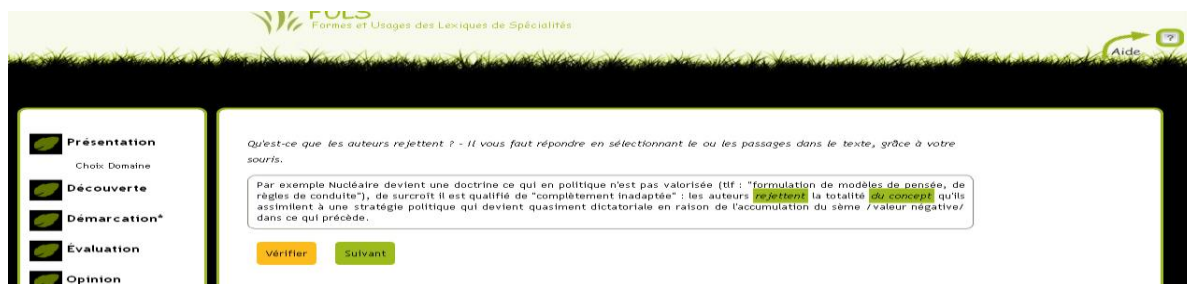 FULS
Formes et Usages des Lexiques de Spécialités
?
Aide
Présentation
Choix Domaine
Découverte
Démarcation*
Évaluation
Opinion
Qu'est-ce que les auteurs rejettent ? - Il vous faut répondre en sélectionnant le ou les passages dans le texte, grâce à votre
souris.
Par exemple Nucléaire devient une doctrine ce qui en politique n'est pas valorisée (tlf : "formulation de modèles de pensée, de
règles de conduite"), de surcroit il est qualifié de "complètement inadaptée" : les auteurs rejettent la totalité du concept qu'ils
assimilent à une stratégie politique qui devient quasiment dictatoriale en raison de l'accumulation du sème /valeur négative/
dans ce qui précède.
Vérifier
Suivant